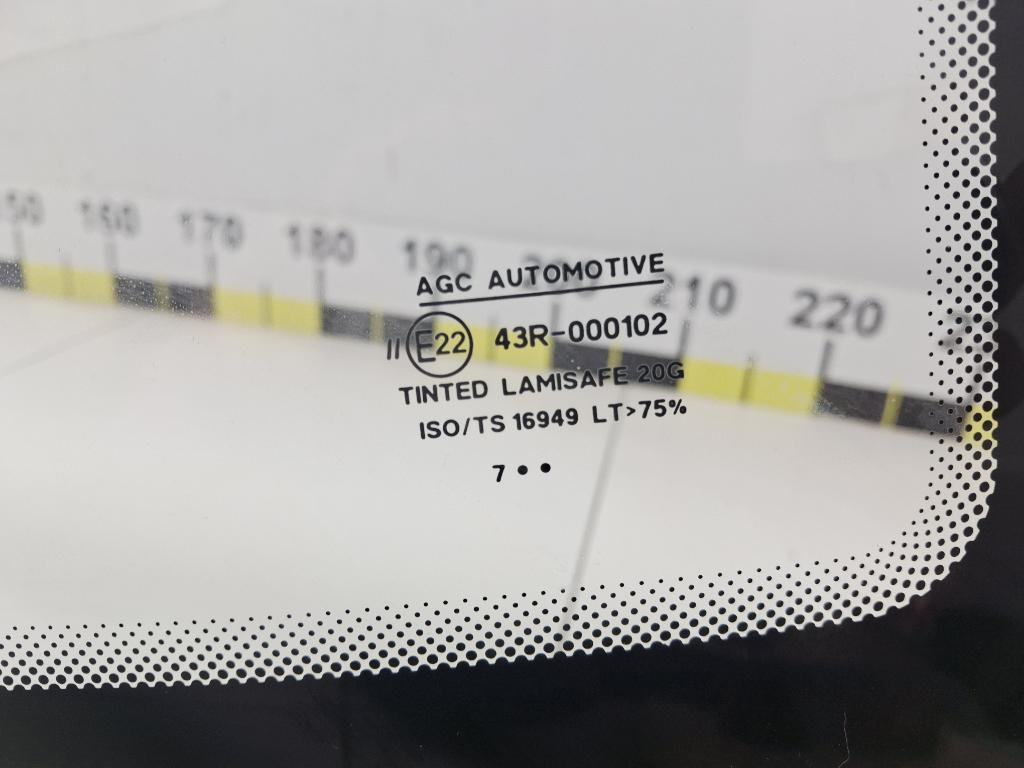 160 170 180 190 200 210 220
AGC AUTOMOTIVE
II E22 43R-000102
TINTED LAMISAFE 20G
ISO/TS 16949 LT>75%
7 • •